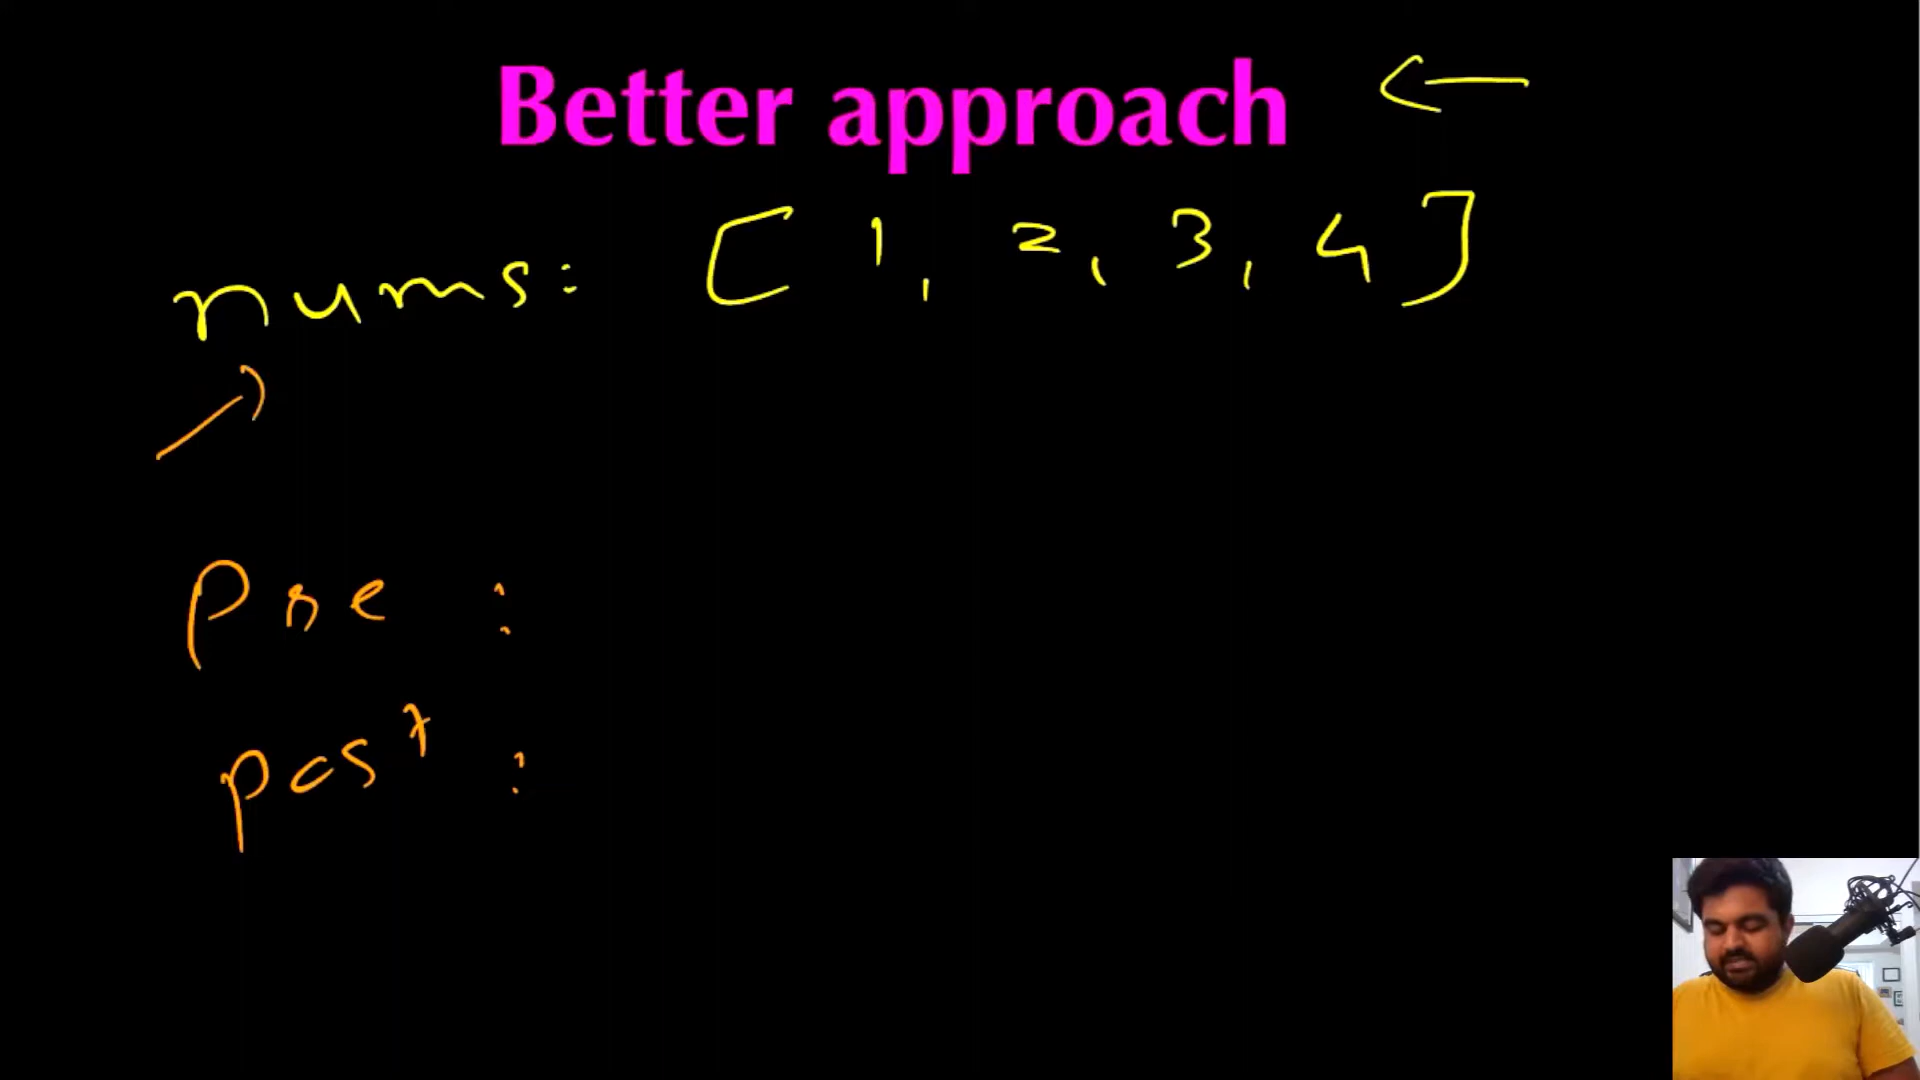 Better approach ←
nums: [1, 2, 3, 4]
Pre :
post :